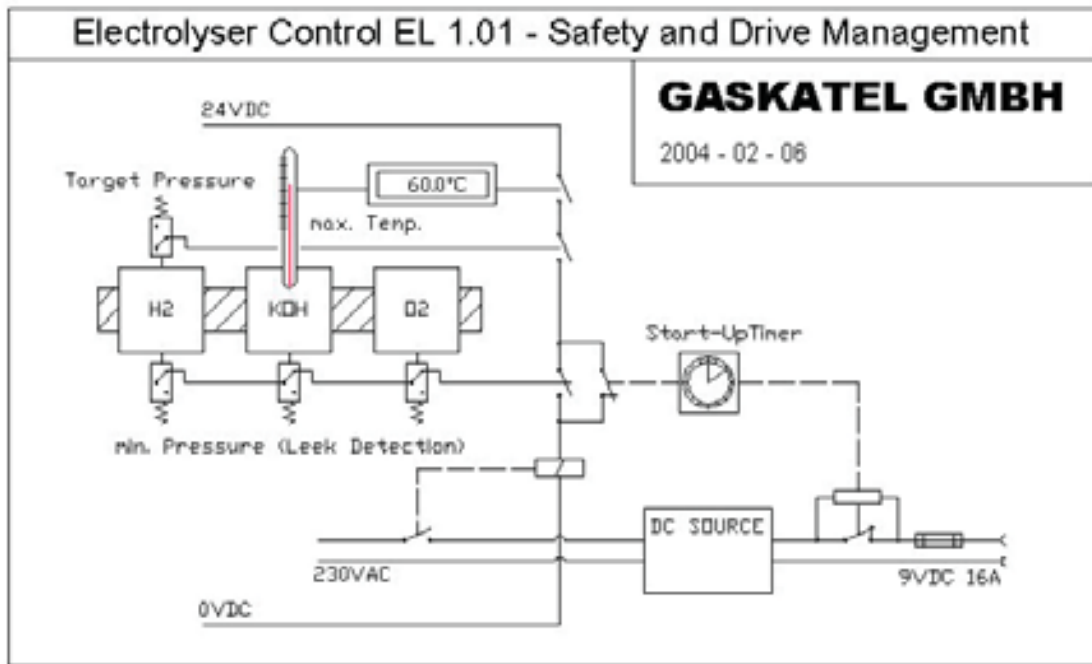 Electrolyser Control EL 1.01 - Safety and Drive Management
GASKATEL GMBH
2004 - 02 - 06
24VDC
Target Pressure
60.0°C
max. Temp.
H2
KOH
O2
Start-UpTimer
min. Pressure (Leek Detection)
DC SOURCE
230VAC
9VDC 16A
0VDC